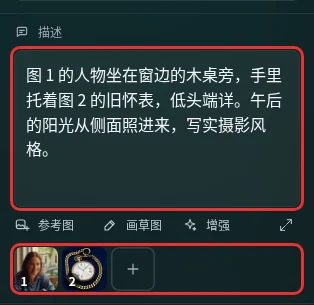 描述
图 1 的人物坐在窗边的木桌旁，手里
托着图 2 的旧怀表，低头端详。午后
的阳光从侧面照进来，写实摄影风
格。
参考图 画草图 增强
1 2